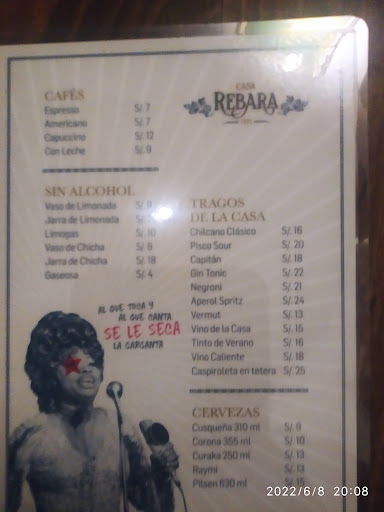 CASA
REBARA
CAFÉS
Espresso S/. 7
Americano S/. 7
Capuccino S/. 12
Con Leche S/. 9
SIN ALCOHOL
Vaso de Limonada S/.
Jarra de Limonada S/.
Limogas S/. 10
Vaso de Chicha S/. 8
Jarra de Chicha S/. 18
Gaseosa S/. 4
AL QUE TOCA Y
AL QUE CANTA
SE LE SECA
LA GARGANTA
TRAGOS
DE LA CASA
Chilcano Clásico S/. 16
Pisco Sour S/. 20
Capitán S/. 18
Gin Tonic S/. 22
Negroni S/. 21
Aperol Spritz S/. 24
Vermut S/. 13
Vino de la Casa S/. 15
Tinto de Verano S/. 16
Vino Caliente S/. 18
Caspiroleta en tetera S/. 25
CERVEZAS
Cusqueña 310 ml S/. 9
Corona 355 ml S/. 10
Curaka 250 ml S/. 13
Raymi S/. 13
Pilsen 630 ml S/. 15
2022/6/8 20:08